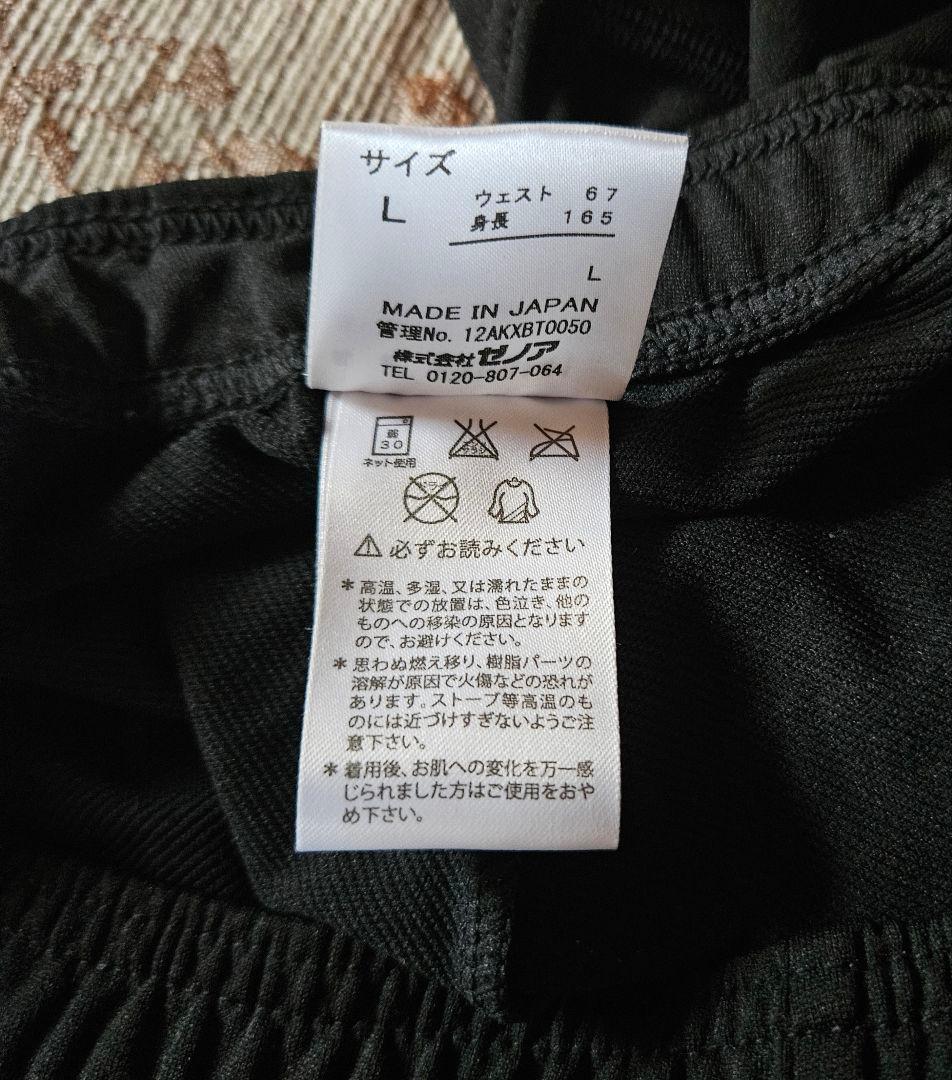 サイズ
L ウェスト 67
身長 165
L
MADE IN JAPAN
管理No. 12AKXBT0050
株式会社ゼノア
TEL 0120-807-064
弱
30
ネット使用
ドライ
⚠必ずお読みください
*高温、多湿、又は濡れたままの
状態での放置は、色泣き、他の
ものへの移染の原因となります
ので、お避けください。
*思わぬ燃え移り、樹脂パーツの
溶解が原因で火傷などの恐れが
あります。ストーブ等高温のも
のには近づけすぎないようご注
意下さい。
*着用後、お肌への変化を万一感
じられました方はご使用をおや
め下さい。